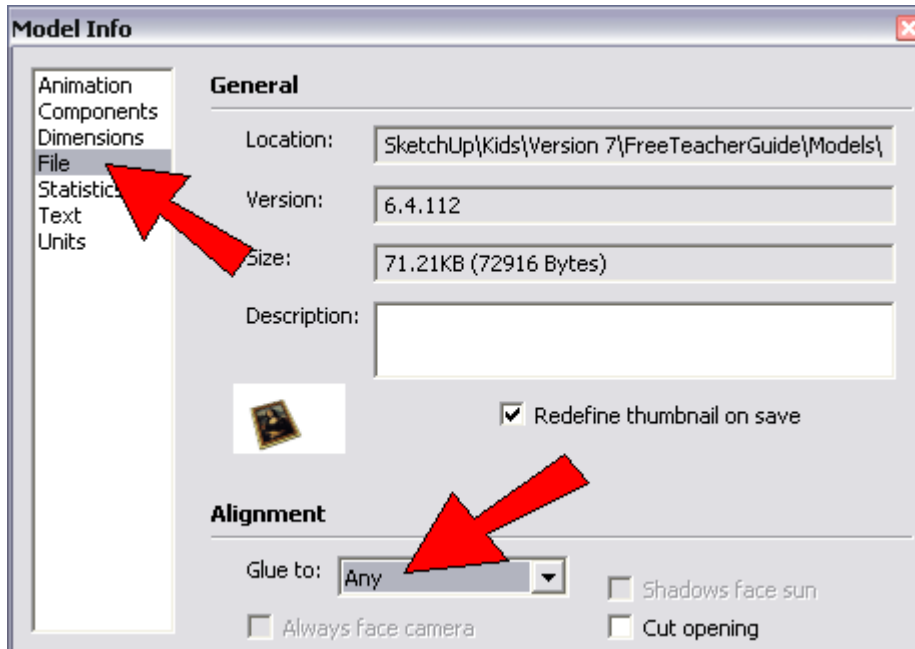 Model Info
Animation
Components
Dimensions
File
Statistics
Text
Units
General
Location: SketchUp\Kids\Version 7\FreeTeacherGuide\Models\
Version: 6.4.112
Size: 71.21KB (72916 Bytes)
Description:
Redefine thumbnail on save
Alignment
Glue to: Any
Shadows face sun
Always face camera
Cut opening